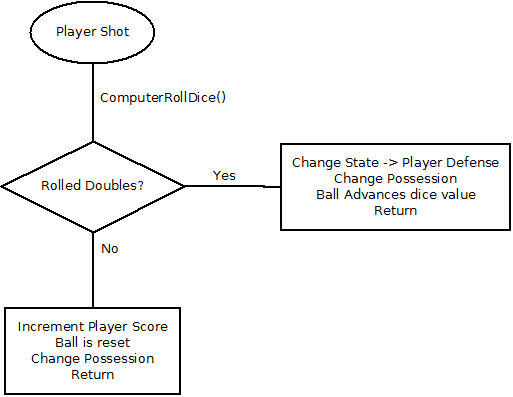 Player Shot
ComputerRollDice()
Rolled Doubles?
Yes
Change State -> Player Defense
Change Possession
Ball Advances dice value
Return
No
Increment Player Score
Ball is reset
Change Possession
Return